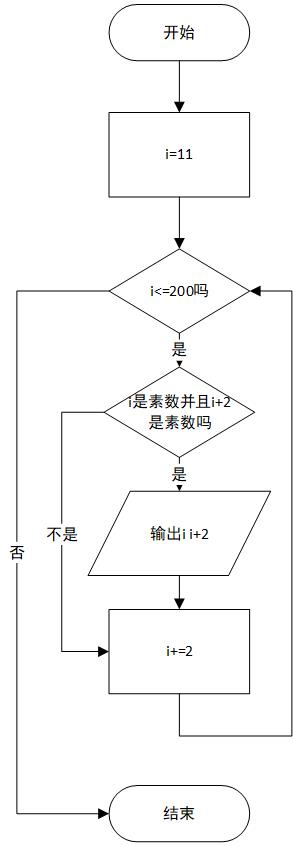 开始
i=11
i<=200吗
是
i是素数并且i+2
是素数吗
是
不是
输出i i+2
否
i+=2
结束